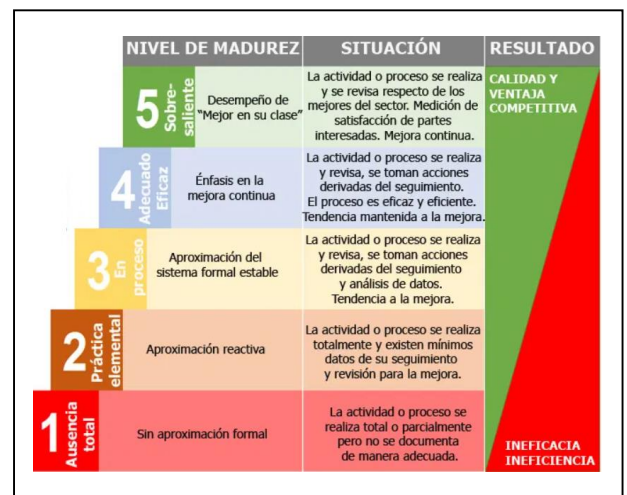 NIVEL DE MADUREZ
SITUACIÓN
RESULTADO
5
Sobre-
saliente
Desempeño de
"Mejor en su clase"
La actividad o proceso se realiza
y se revisa respecto de los
mejores del sector. Medición de
satisfacción de partes
interesadas. Mejora continua.
CALIDAD Y
VENTAJA
COMPETITIVA
4
Adecuado
Eficaz
Énfasis en la
mejora continua
La actividad o proceso se realiza
y revisa, se toman acciones
derivadas del seguimiento.
El proceso es eficaz y eficiente.
Tendencia mantenida a la mejora.
3
En
proceso
Aproximación del
sistema formal estable
La actividad o proceso se realiza
y revisa, se toman acciones
derivadas del seguimiento
y análisis de datos.
Tendencia a la mejora.
2
Práctica
elemental
Aproximación reactiva
La actividad o proceso se realiza
totalmente y existen mínimos
datos de su seguimiento
y revisión para la mejora.
1
Ausencia
total
Sin aproximación formal
La actividad o proceso se
realiza total o parcialmente
pero no se documenta
de manera adecuada.
INEFICACIA
INEFICIENCIA